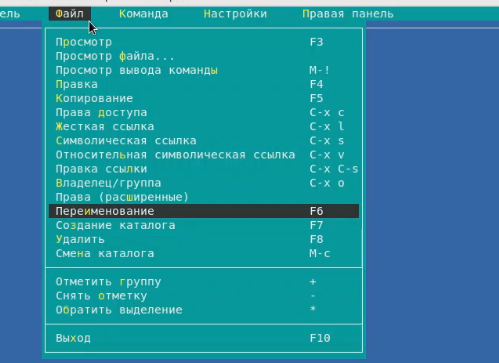 ель Файл Команда Настройки Правая панель
Просмотр F3
Просмотр файла...
Просмотр вывода команды M-!
Правка F4
Копирование F5
Права доступа C-x c
Жесткая ссылка C-x l
Символическая ссылка C-x s
Относительная символическая ссылка C-x v
Правка ссылки C-x C-s
Владелец/группа C-x o
Права (расширенные)
Переименование F6
Создание каталога F7
Удалить F8
Смена каталога M-c
Отметить группу +
Снять отметку -
Обратить выделение *
Выход F10